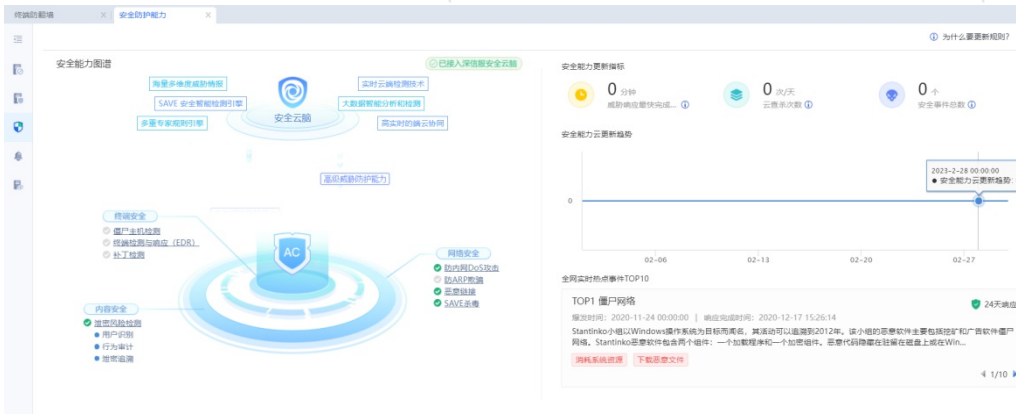 终端防翻墙
安全防护能力
为什么要更新规则?
安全能力图谱
已接入深信服安全云脑
海量多维度威胁情报
实时云端检测技术
SAVE 安全智能检测引擎
大数据智能分析和检测
多重专家规则引擎
高实时的端云协同
安全云脑
高级威胁防护能力
终端安全
僵尸主机检测
终端检测与响应(EDR)
补丁检测
AC
网络安全
防内网DoS攻击
防ARP欺骗
恶意链接
SAVE杀毒
内容安全
泄密风险检测
用户识别
行为审计
泄密追溯
安全能力更新指标
0 分钟
威胁响应最快完成...
0 次/天
云查杀次数
0 个
安全事件总数
安全能力云更新趋势
2023-2-28 00:00:00
安全能力云更新趋势:
0
02-06
02-13
02-20
02-27
全网实时热点事件TOP10
TOP1 僵尸网络
24天响应
爆发时间: 2020-11-24 00:00:00 | 响应完成时间: 2020-12-17 15:26:14
Stantinko小组以Windows操作系统为目标而闻名,其活动可以追溯到2012年。该小组的恶意软件主要包括挖矿和广告软件僵尸
网络。Stantinko恶意软件包含两个组件:一个加载程序和一个加密组件。恶意代码隐藏在驻留在磁盘上或在Win...
消耗系统资源
下载恶意文件
1/10